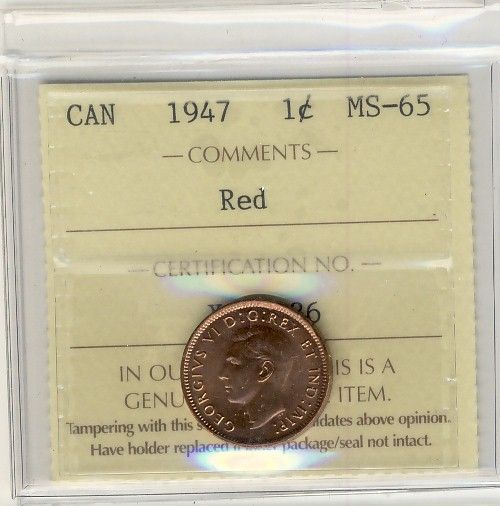 CAN 1947 1¢ MS-65
— COMMENTS —
Red
— CERTIFICATION NO. —
26
IN OU IS IS A
GENU ITEM.
Tampering with this s idates above opinion.
Have holder replaced package/seal not intact.
GEORGIVS VI D:G:REX ET IND:IMP: